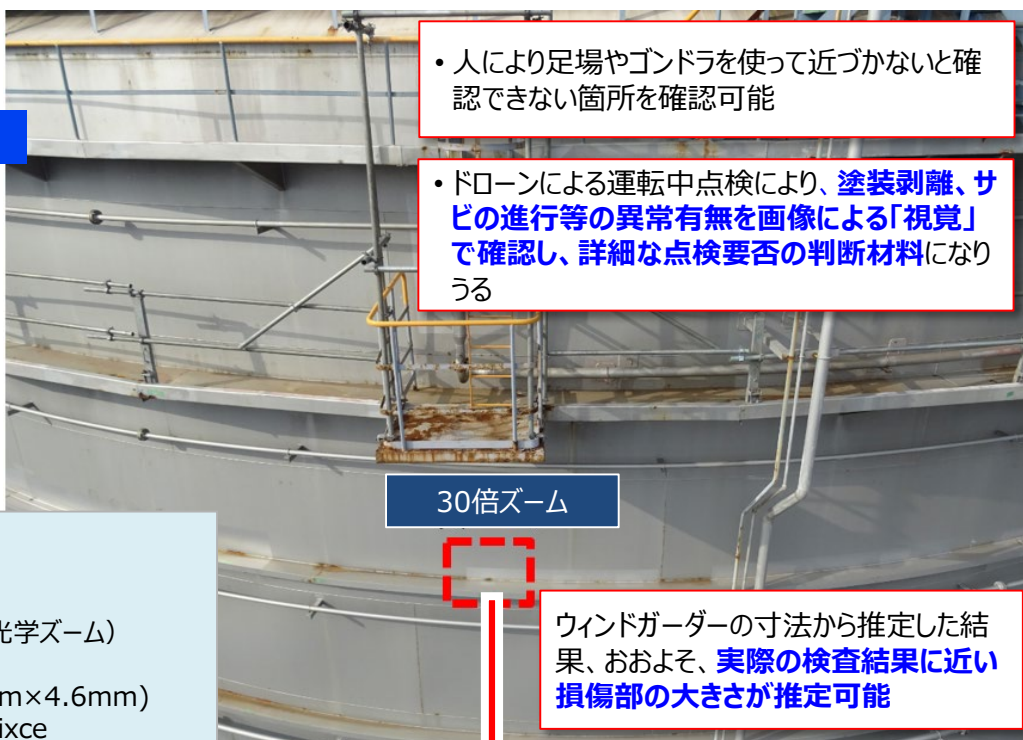 • 人により足場やゴンドラを使って近づかないと確
認できない箇所を確認可能
• ドローンによる運転中点検により、塗装剥離、サ
ビの進行等の異常有無を画像による「視覚」
で確認し、詳細な点検要否の判断材料になり
うる
30倍ズーム
光学ズーム）
m×4.6mm)
ixce
ウィンドガーダーの寸法から推定した結
果、おおよそ、実際の検査結果に近い
損傷部の大きさが推定可能